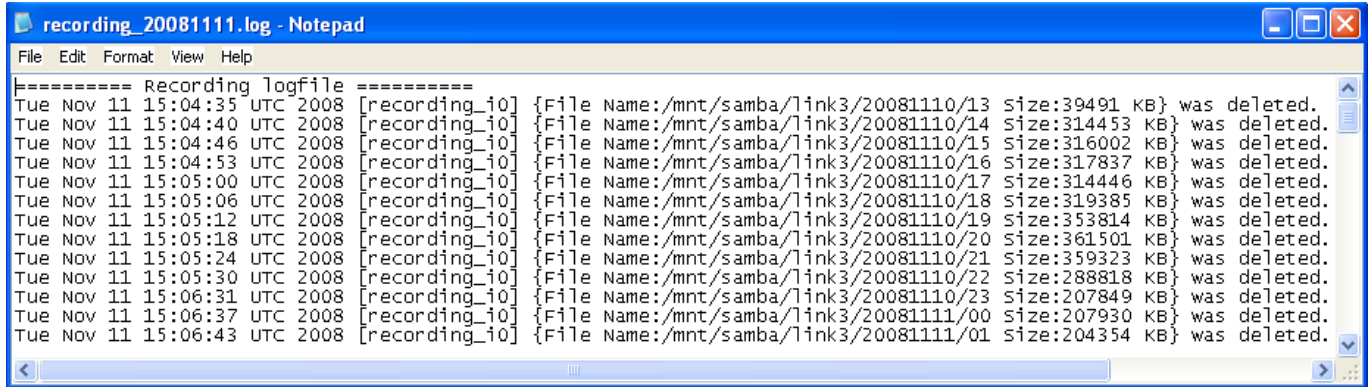 recording_20081111.log - Notepad
File Edit Format View Help
========== Recording logfile ==========
Tue Nov 11 15:04:35 UTC 2008 [recording_i0] {File Name:/mnt/samba/link3/20081110/13 Size:39491 KB} was deleted.
Tue Nov 11 15:04:40 UTC 2008 [recording_i0] {File Name:/mnt/samba/link3/20081110/14 Size:314453 KB} was deleted.
Tue Nov 11 15:04:46 UTC 2008 [recording_i0] {File Name:/mnt/samba/link3/20081110/15 Size:316002 KB} was deleted.
Tue Nov 11 15:04:53 UTC 2008 [recording_i0] {File Name:/mnt/samba/link3/20081110/16 Size:317837 KB} was deleted.
Tue Nov 11 15:05:00 UTC 2008 [recording_i0] {File Name:/mnt/samba/link3/20081110/17 Size:314446 KB} was deleted.
Tue Nov 11 15:05:06 UTC 2008 [recording_i0] {File Name:/mnt/samba/link3/20081110/18 Size:319385 KB} was deleted.
Tue Nov 11 15:05:12 UTC 2008 [recording_i0] {File Name:/mnt/samba/link3/20081110/19 Size:353814 KB} was deleted.
Tue Nov 11 15:05:18 UTC 2008 [recording_i0] {File Name:/mnt/samba/link3/20081110/20 Size:361501 KB} was deleted.
Tue Nov 11 15:05:24 UTC 2008 [recording_i0] {File Name:/mnt/samba/link3/20081110/21 Size:359323 KB} was deleted.
Tue Nov 11 15:05:30 UTC 2008 [recording_i0] {File Name:/mnt/samba/link3/20081110/22 Size:288818 KB} was deleted.
Tue Nov 11 15:06:31 UTC 2008 [recording_i0] {File Name:/mnt/samba/link3/20081110/23 Size:207849 KB} was deleted.
Tue Nov 11 15:06:37 UTC 2008 [recording_i0] {File Name:/mnt/samba/link3/20081111/00 Size:207930 KB} was deleted.
Tue Nov 11 15:06:43 UTC 2008 [recording_i0] {File Name:/mnt/samba/link3/20081111/01 Size:204354 KB} was deleted.